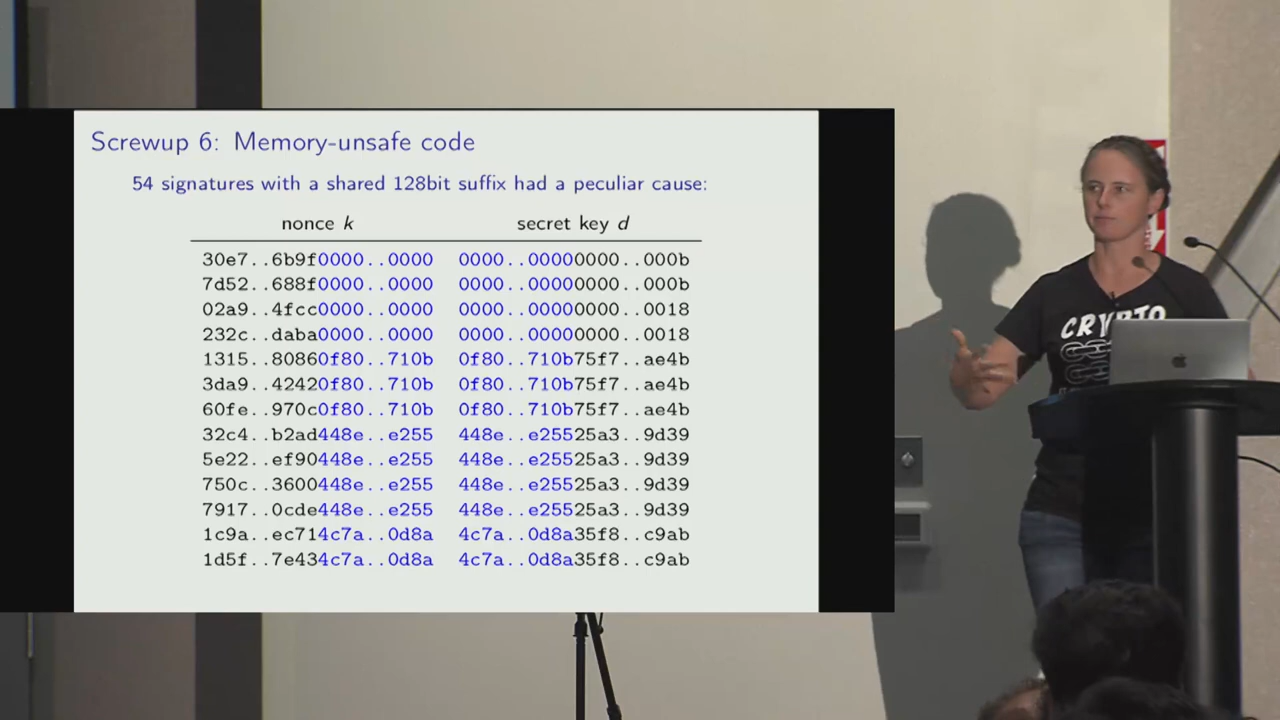 Screwup 6: Memory-unsafe code
54 signatures with a shared 128bit suffix had a peculiar cause:
nonce k secret key d
30e7..6b9f0000..0000 0000..00000000..000b
7d52..688f0000..0000 0000..00000000..000b
02a9..4fcc0000..0000 0000..00000000..0018
232c..daba0000..0000 0000..00000000..0018
1315..80860f80..710b 0f80..710b75f7..ae4b
3da9..42420f80..710b 0f80..710b75f7..ae4b
60fe..970c0f80..710b 0f80..710b75f7..ae4b
32c4..b2ad448e..e255 448e..e25525a3..9d39
5e22..ef90448e..e255 448e..e25525a3..9d39
750c..3600448e..e255 448e..e25525a3..9d39
7917..0cde448e..e255 448e..e25525a3..9d39
1c9a..ec714c7a..0d8a 4c7a..0d8a35f8..c9ab
1d5f..7e434c7a..0d8a 4c7a..0d8a35f8..c9ab
CRYPTO